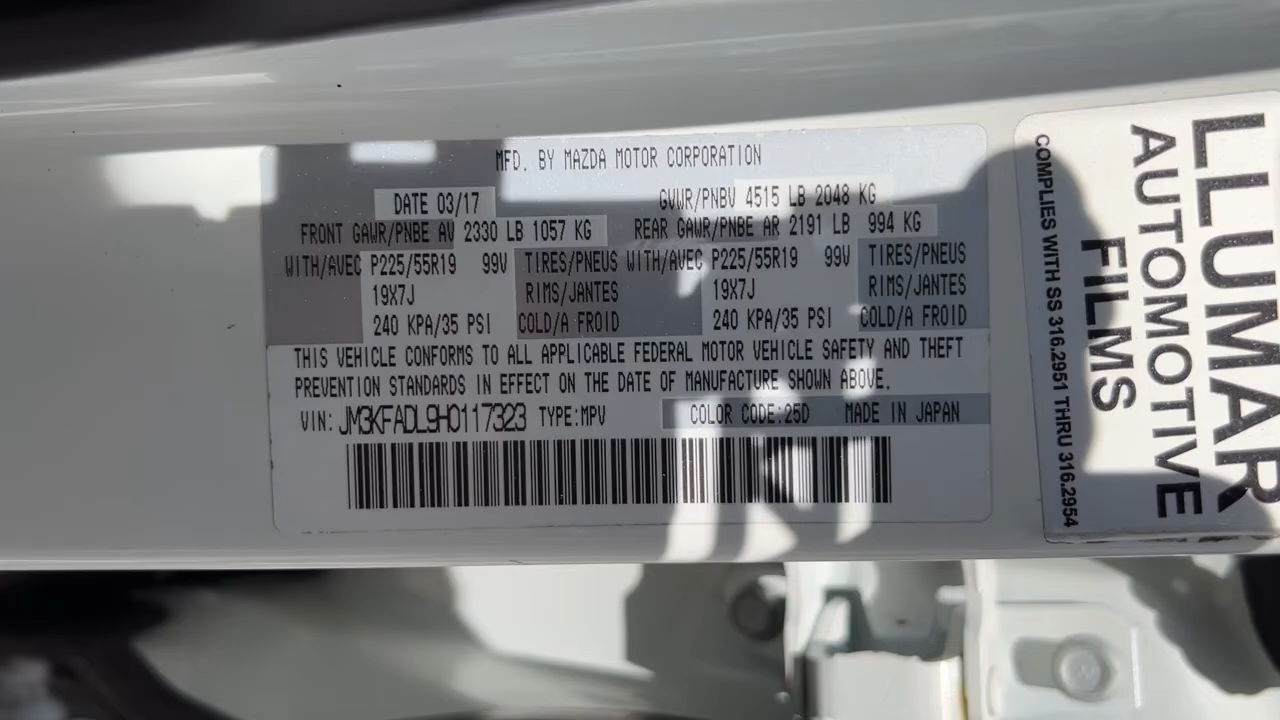 MFD. BY MAZDA MOTOR CORPORATION
DATE 03/17 GVWR/PNBV 4515 LB 2048 KG
FRONT GAWR/PNBE AV 2330 LB 1057 KG REAR GAWR/PNBE AR 2191 LB 994 KG
WITH/AVEC P225/55R19 99V TIRES/PNEUS WITH/AVEC P225/55R19 99V TIRES/PNEUS
19X7J RIMS/JANTES 19X7J RIMS/JANTES
240 KPA/35 PSI COLD/A FROID 240 KPA/35 PSI COLD/A FROID
THIS VEHICLE CONFORMS TO ALL APPLICABLE FEDERAL MOTOR VEHICLE SAFETY AND THEFT
PREVENTION STANDARDS IN EFFECT ON THE DATE OF MANUFACTURE SHOWN ABOVE.
VIN: JM3KFADL9H0117323 TYPE:MPV COLOR CODE:25D MADE IN JAPAN
LLUMAR
AUTOMOTIVE
FILMS
COMPLIES WITH SS 316.2951 THRU 316.2954